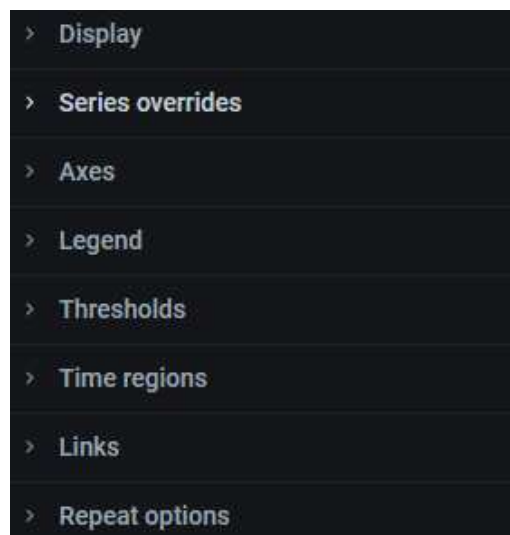 Display
Series overrides
Axes
Legend
Thresholds
Time regions
Links
Repeat options